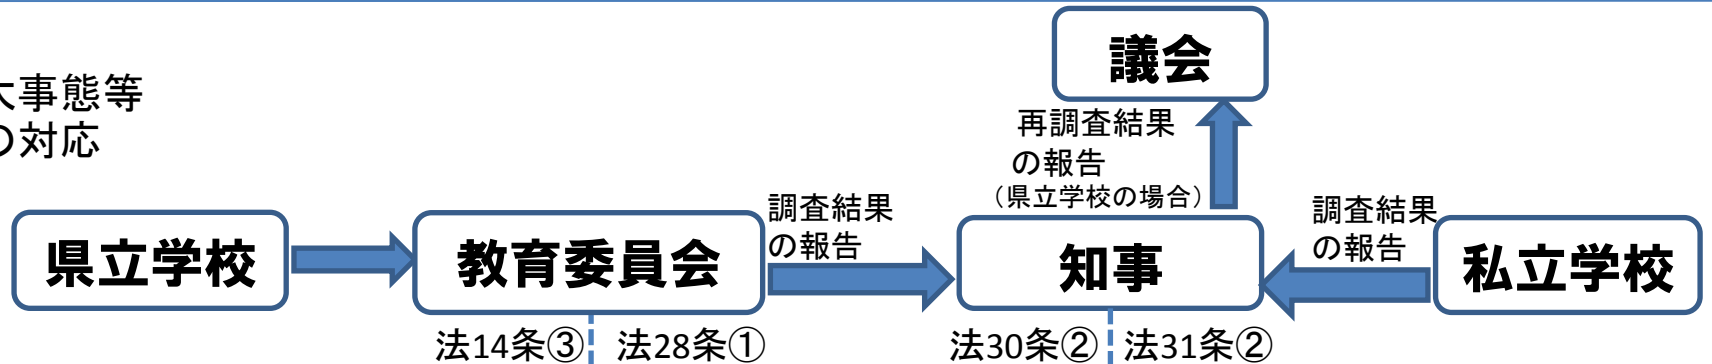 議会
大事態等
の対応
再調査結果
の報告
（県立学校の場合）
調査結果
の報告
調査結果
の報告
県立学校
教育委員会
知事
私立学校
法14条③
法28条①
法30条②
法31条②